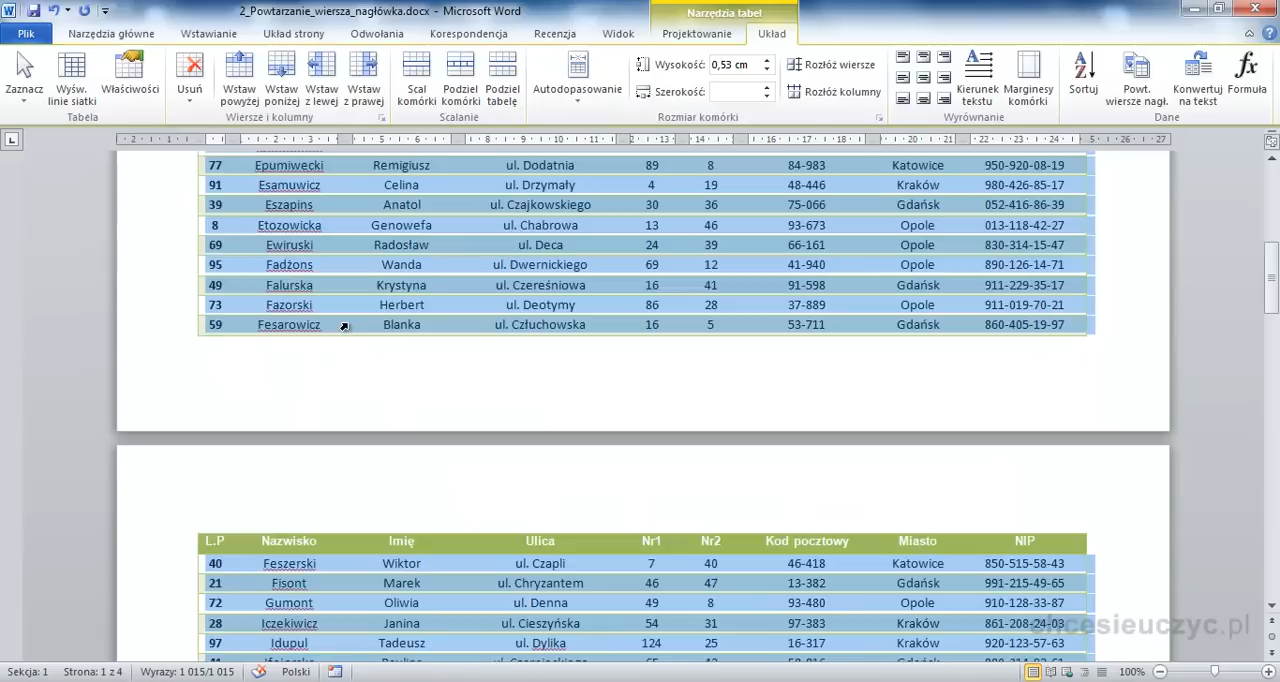 2_Powtarzanie_wiersza_nagłówka.docx - Microsoft Word
Narzędzia tabel
Plik Narzędzia główne Wstawianie Układ strony Odwołania Korespondencja Recenzja Widok Projektowanie Układ
Zaznacz
Wyśw. linie siatki
Właściwości
Tabela
Usuń
Wstaw powyżej
Wstaw poniżej
Wstaw z lewej
Wstaw z prawej
Wiersze i kolumny
Scal komórki
Podziel komórki
Podziel tabelę
Scalanie
Autodopasowanie
Wysokość: 0,53 cm
Szerokość:
Rozłóż wiersze
Rozłóż kolumny
Rozmiar komórki
Kierunek tekstu
Marginesy komórki
Wyrównanie
Sortuj
Powt. wiersze nagł.
Konwertuj na tekst
Formuła
Dane
77 Epumiwecki Remigiusz ul. Dodatnia 89 8 84-983 Katowice 950-920-08-19
91 Esamuwicz Celina ul. Drzymały 4 19 48-446 Kraków 980-426-85-17
39 Eszapins Anatol ul. Czajkowskiego 30 36 75-066 Gdańsk 052-416-86-39
8 Etozowicka Genowefa ul. Chabrowa 13 46 93-673 Opole 013-118-42-27
69 Ewiruski Radosław ul. Deca 24 39 66-161 Opole 830-314-15-47
95 Fadżons Wanda ul. Dwernickiego 69 12 41-940 Opole 890-126-14-71
49 Falurska Krystyna ul. Czereśniowa 16 41 91-598 Gdańsk 911-229-35-17
73 Fazorski Herbert ul. Deotymy 86 28 37-889 Opole 911-019-70-21
59 Fesarowicz Blanka ul. Człuchowska 16 5 53-711 Gdańsk 860-405-19-97
L.P Nazwisko Imię Ulica Nr1 Nr2 Kod pocztowy Miasto NIP
40 Feszerski Wiktor ul. Czapli 7 40 46-418 Katowice 850-515-58-43
21 Fisont Marek ul. Chryzantem 46 47 13-382 Gdańsk 991-215-49-65
72 Gumont Oliwia ul. Denna 49 8 93-480 Opole 910-128-33-87
28 Iczekiwicz Janina ul. Cieszyńska 54 31 97-383 Kraków 861-208-24-03
97 Idupul Tadeusz ul. Dylika 124 25 16-317 Kraków 920-123-57-63
chcesieuczyc.pl
Sekcja: 1 Strona: 1 z 4 Wyrazy: 1 015/1 015 Polski 100%